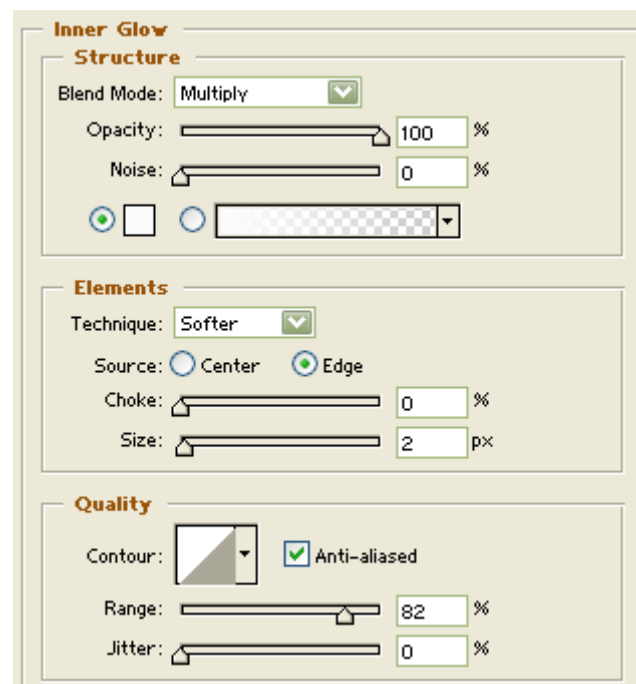 Inner Glow
Structure
Blend Mode: Multiply
Opacity: 100 %
Noise: 0 %
Elements
Technique: Softer
Source: Center Edge
Choke: 0 %
Size: 2 px
Quality
Contour: Anti-aliased
Range: 82 %
Jitter: 0 %